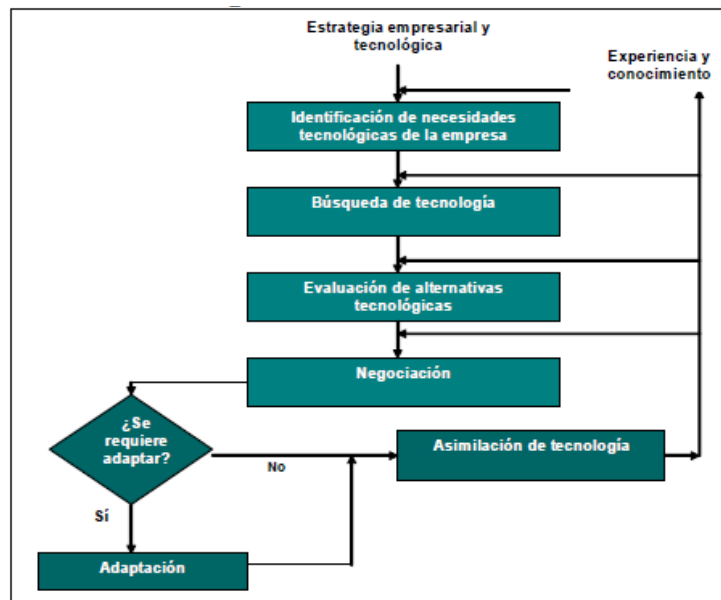 Estrategia empresarial y
tecnológica
Experiencia y
conocimiento
Identificación de necesidades
tecnológicas de la empresa
Búsqueda de tecnología
Evaluación de alternativas
tecnológicas
Negociación
¿Se
requiere
adaptar?
No
Asimilación de tecnología
Sí
Adaptación